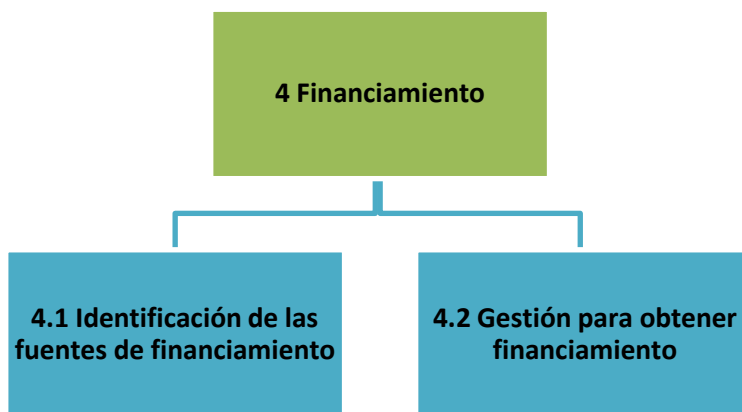 4 Financiamiento
4.1 Identificación de las
fuentes de financiamiento
4.2 Gestión para obtener
financiamiento